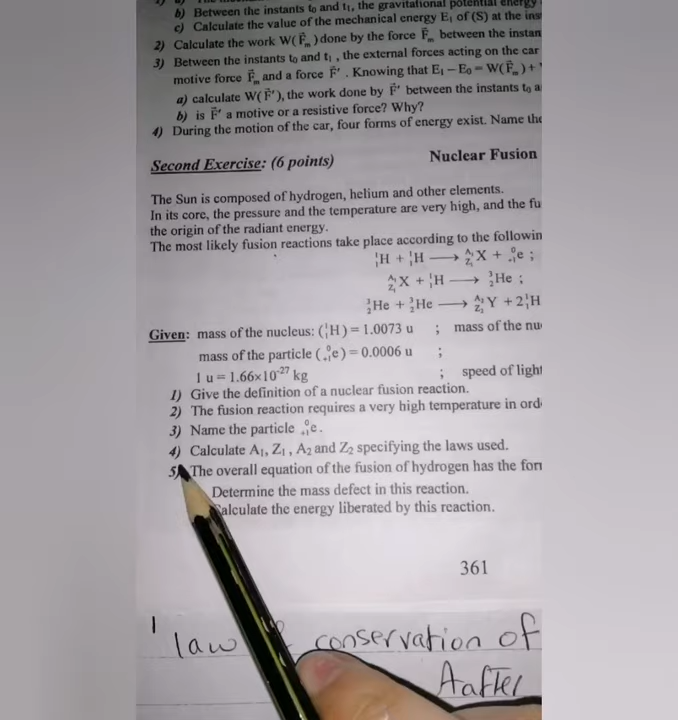 b) Between the instants t₀ and t₁, the gravitational potential energy
c) Calculate the value of the mechanical energy E₁ of (S) at the ins
2) Calculate the work W(F⃗ₘ) done by the force F⃗ₘ between the instan
3) Between the instants t₀ and t₁, the external forces acting on the car
motive force F⃗ₘ and a force F⃗'. Knowing that E₁ – E₀ = W(F⃗ₘ) +
a) calculate W(F⃗'), the work done by F⃗' between the instants t₀ a
b) is F⃗' a motive or a resistive force? Why?
4) During the motion of the car, four forms of energy exist. Name the
Second Exercise: (6 points) Nuclear Fusion
The Sun is composed of hydrogen, helium and other elements.
In its core, the pressure and the temperature are very high, and the fu
the origin of the radiant energy.
The most likely fusion reactions take place according to the followin
¹₁H + ¹₁H ⟶ ᴬ¹Z₁X + ⁰₊₁e ;
ᴬ¹Z₁X + ¹₁H ⟶ ³₂He ;
³₂He + ³₂He ⟶ ᴬ²Z₂Y + 2¹₁H
Given: mass of the nucleus: (¹₁H) = 1.0073 u ; mass of the nu
mass of the particle (⁰₊₁e) = 0.0006 u ;
1 u = 1.66×10⁻²⁷ kg ; speed of light
1) Give the definition of a nuclear fusion reaction.
2) The fusion reaction requires a very high temperature in ord
3) Name the particle ⁰₊₁e.
4) Calculate A₁, Z₁, A₂ and Z₂ specifying the laws used.
5) The overall equation of the fusion of hydrogen has the for
Determine the mass defect in this reaction.
Calculate the energy liberated by this reaction.
361
law conservation of
Aafter